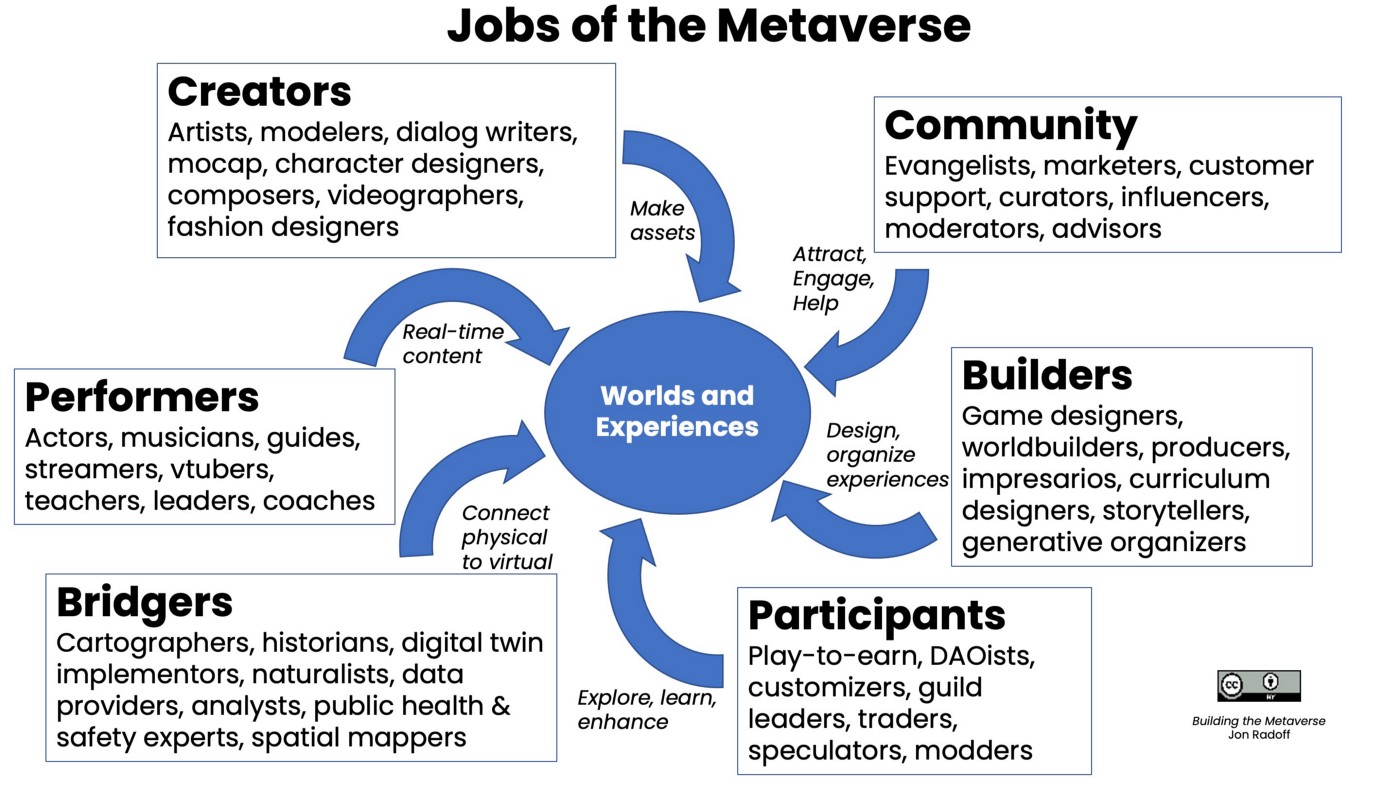 Jobs of the Metaverse
Creators
Artists, modelers, dialog writers,
mocap, character designers,
composers, videographers,
fashion designers
Make
assets
Community
Evangelists, marketers, customer
support, curators, influencers,
moderators, advisors
Attract,
Engage,
Help
Real-time
content
Performers
Actors, musicians, guides,
streamers, vtubers,
teachers, leaders, coaches
Worlds and
Experiences
Builders
Game designers,
worldbuilders, producers,
impresarios, curriculum
designers, storytellers,
generative organizers
Design,
organize
experiences
Connect
physical
to virtual
Bridgers
Cartographers, historians, digital twin
implementors, naturalists, data
providers, analysts, public health &
safety experts, spatial mappers
Explore, learn,
enhance
Participants
Play-to-earn, DAOists,
customizers, guild
leaders, traders,
speculators, modders
cc
BY
Building the Metaverse
Jon Radoff